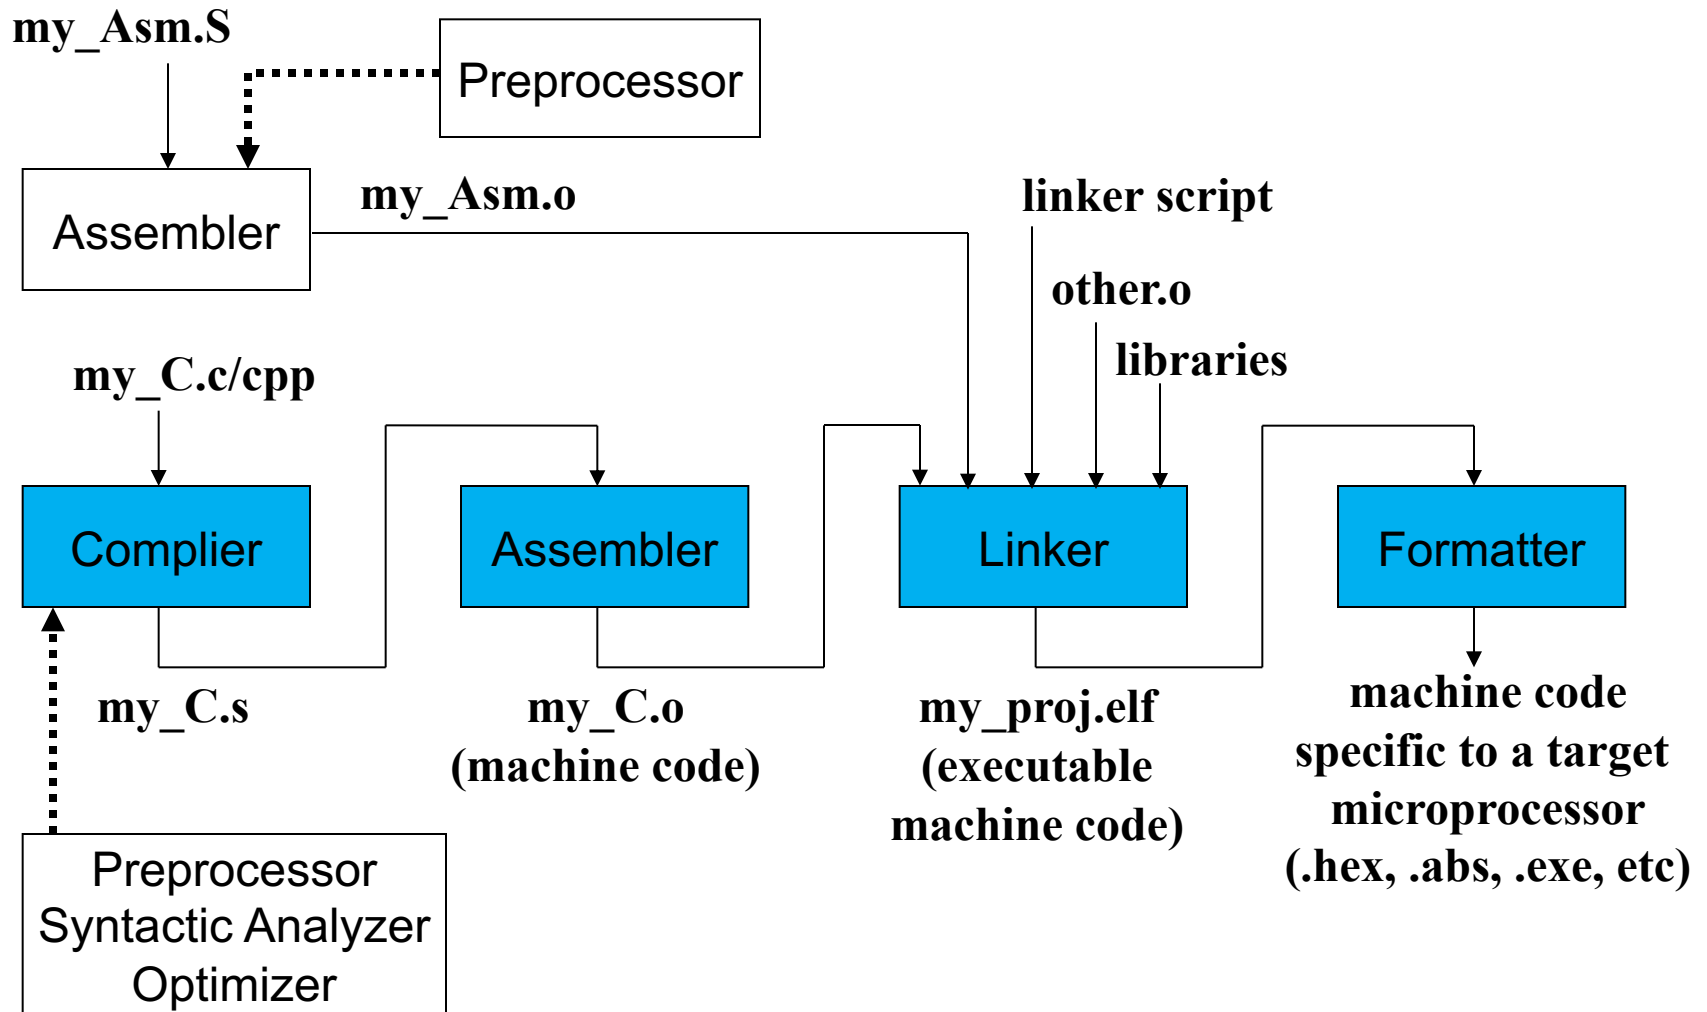 my_Asm.S
Preprocessor
Assembler
my_Asm.o
linker script
other.o
libraries
my_C.c/cpp
Complier
Assembler
Linker
Formatter
my_C.s
my_C.o
(machine code)
my_proj.elf
(executable
machine code)
machine code
specific to a target
microprocessor
(.hex, .abs, .exe, etc)
Preprocessor
Syntactic Analyzer
Optimizer